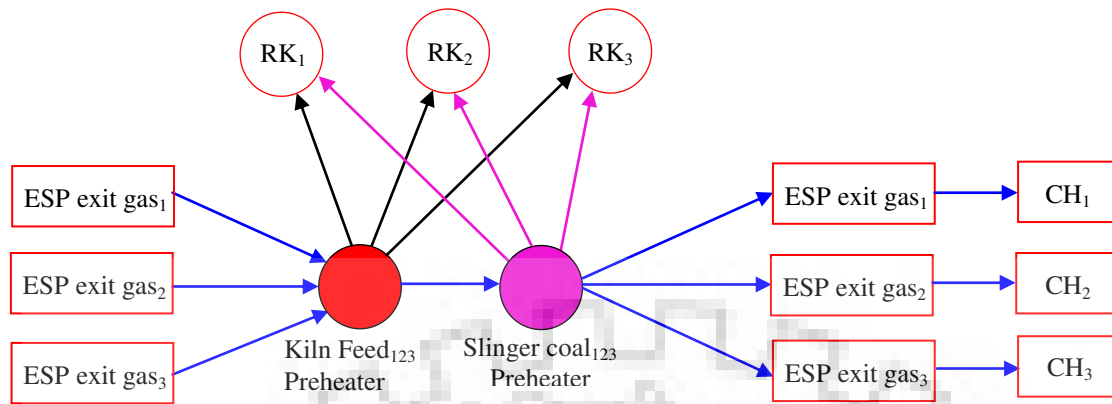 RK₁
RK₂
RK₃
ESP exit gas₁
ESP exit gas₁
CH₁
ESP exit gas₂
ESP exit gas₂
CH₂
Kiln Feed₁₂₃
Preheater
Slinger coal₁₂₃
Preheater
ESP exit gas₃
ESP exit gas₃
CH₃